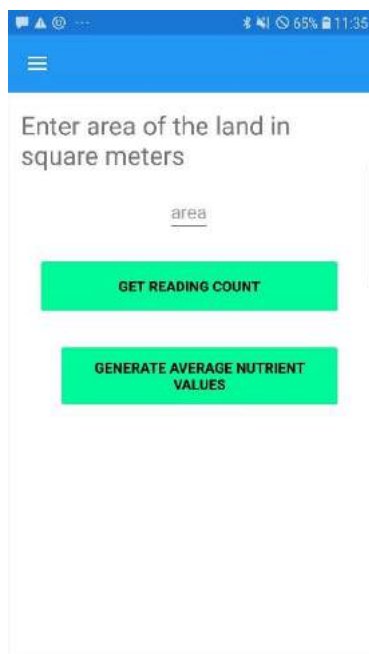 65% 11:35
Enter area of the land in
square meters
area
GET READING COUNT
GENERATE AVERAGE NUTRIENT
VALUES